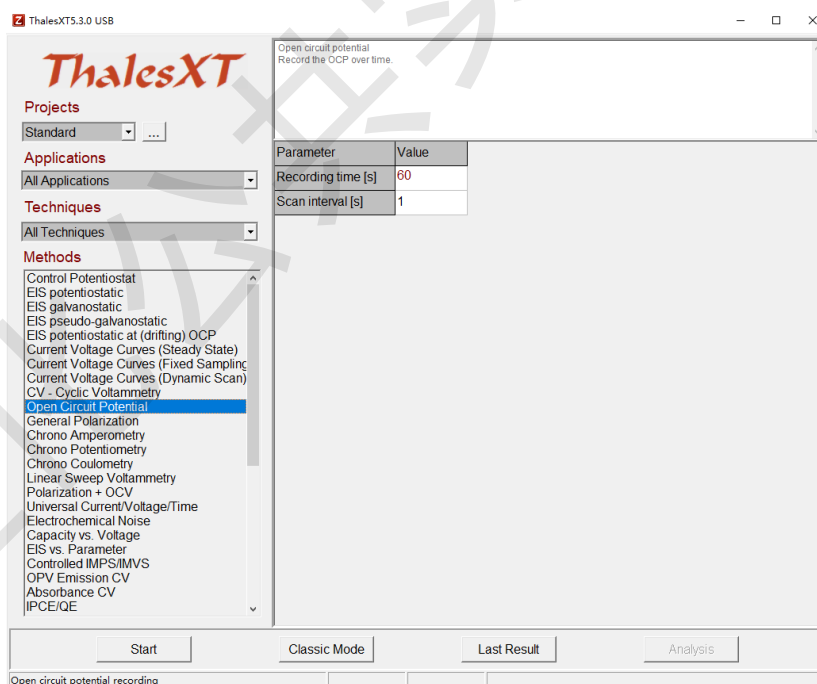 ThalesXT5.3.0 USB
ThalesXT
Projects
Standard
...
Applications
All Applications
Techniques
All Techniques
Methods
Control Potentiostat
EIS potentiostatic
EIS galvanostatic
EIS pseudo-galvanostatic
EIS potentiostatic at (drifting) OCP
Current Voltage Curves (Steady State)
Current Voltage Curves (Fixed Sampling
Current Voltage Curves (Dynamic Scan)
CV - Cyclic Voltammetry
Open Circuit Potential
General Polarization
Chrono Amperometry
Chrono Potentiometry
Chrono Coulometry
Linear Sweep Voltammetry
Polarization + OCV
Universal Current/Voltage/Time
Electrochemical Noise
Capacity vs. Voltage
EIS vs. Parameter
Controlled IMPS/IMVS
OPV Emission CV
Absorbance CV
IPCE/QE
Open circuit potential
Record the OCP over time.
Parameter Value
Recording time [s] 60
Scan interval [s] 1
Start Classic Mode Last Result Analysis
Open circuit potential recording